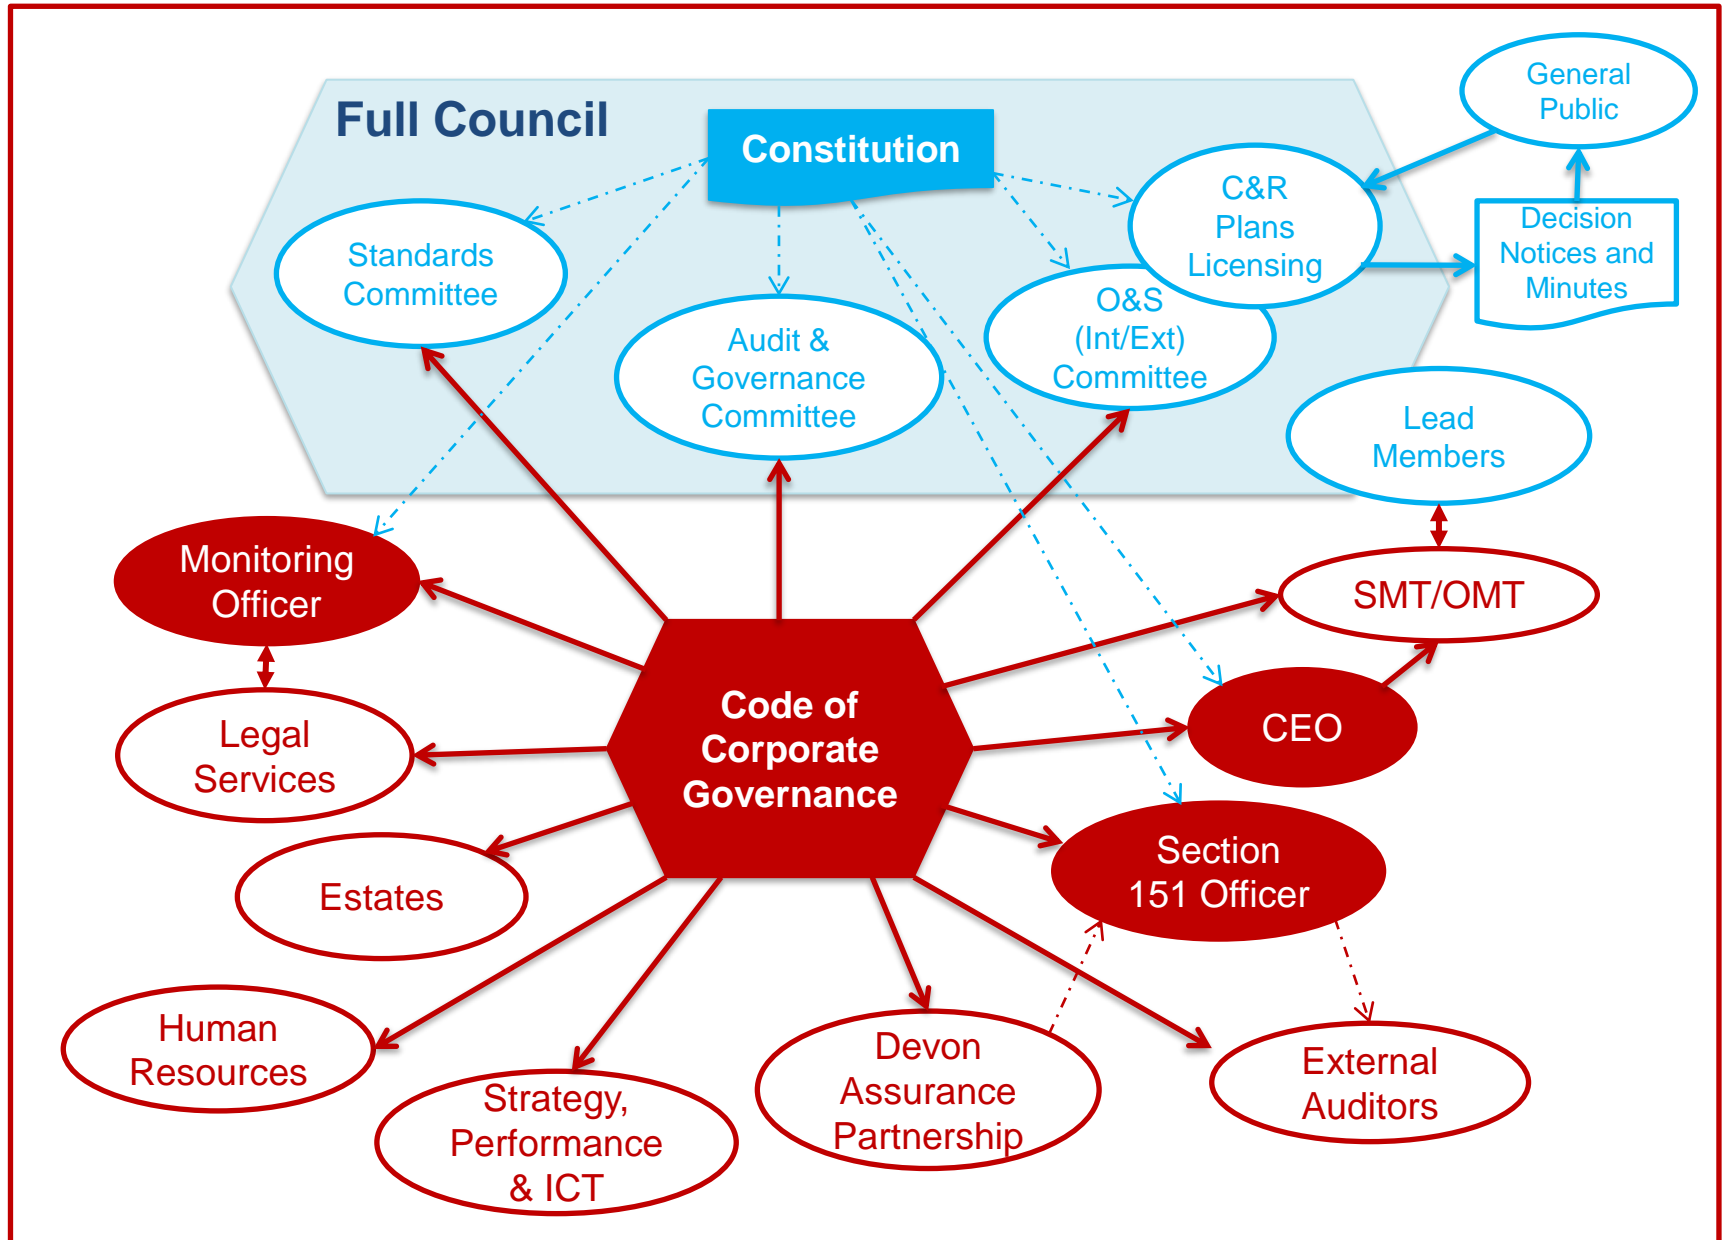 Full Council
Constitution
General
Public
C&R
Plans
Licensing
Decision
Notices and
Minutes
Standards
Committee
Audit &
Governance
Committee
O&S
(Int/Ext)
Committee
Lead
Members
Monitoring
Officer
SMT/OMT
Legal
Services
Code of
Corporate
Governance
CEO
Estates
Section
151 Officer
Human
Resources
Strategy,
Performance
& ICT
Devon
Assurance
Partnership
External
Auditors